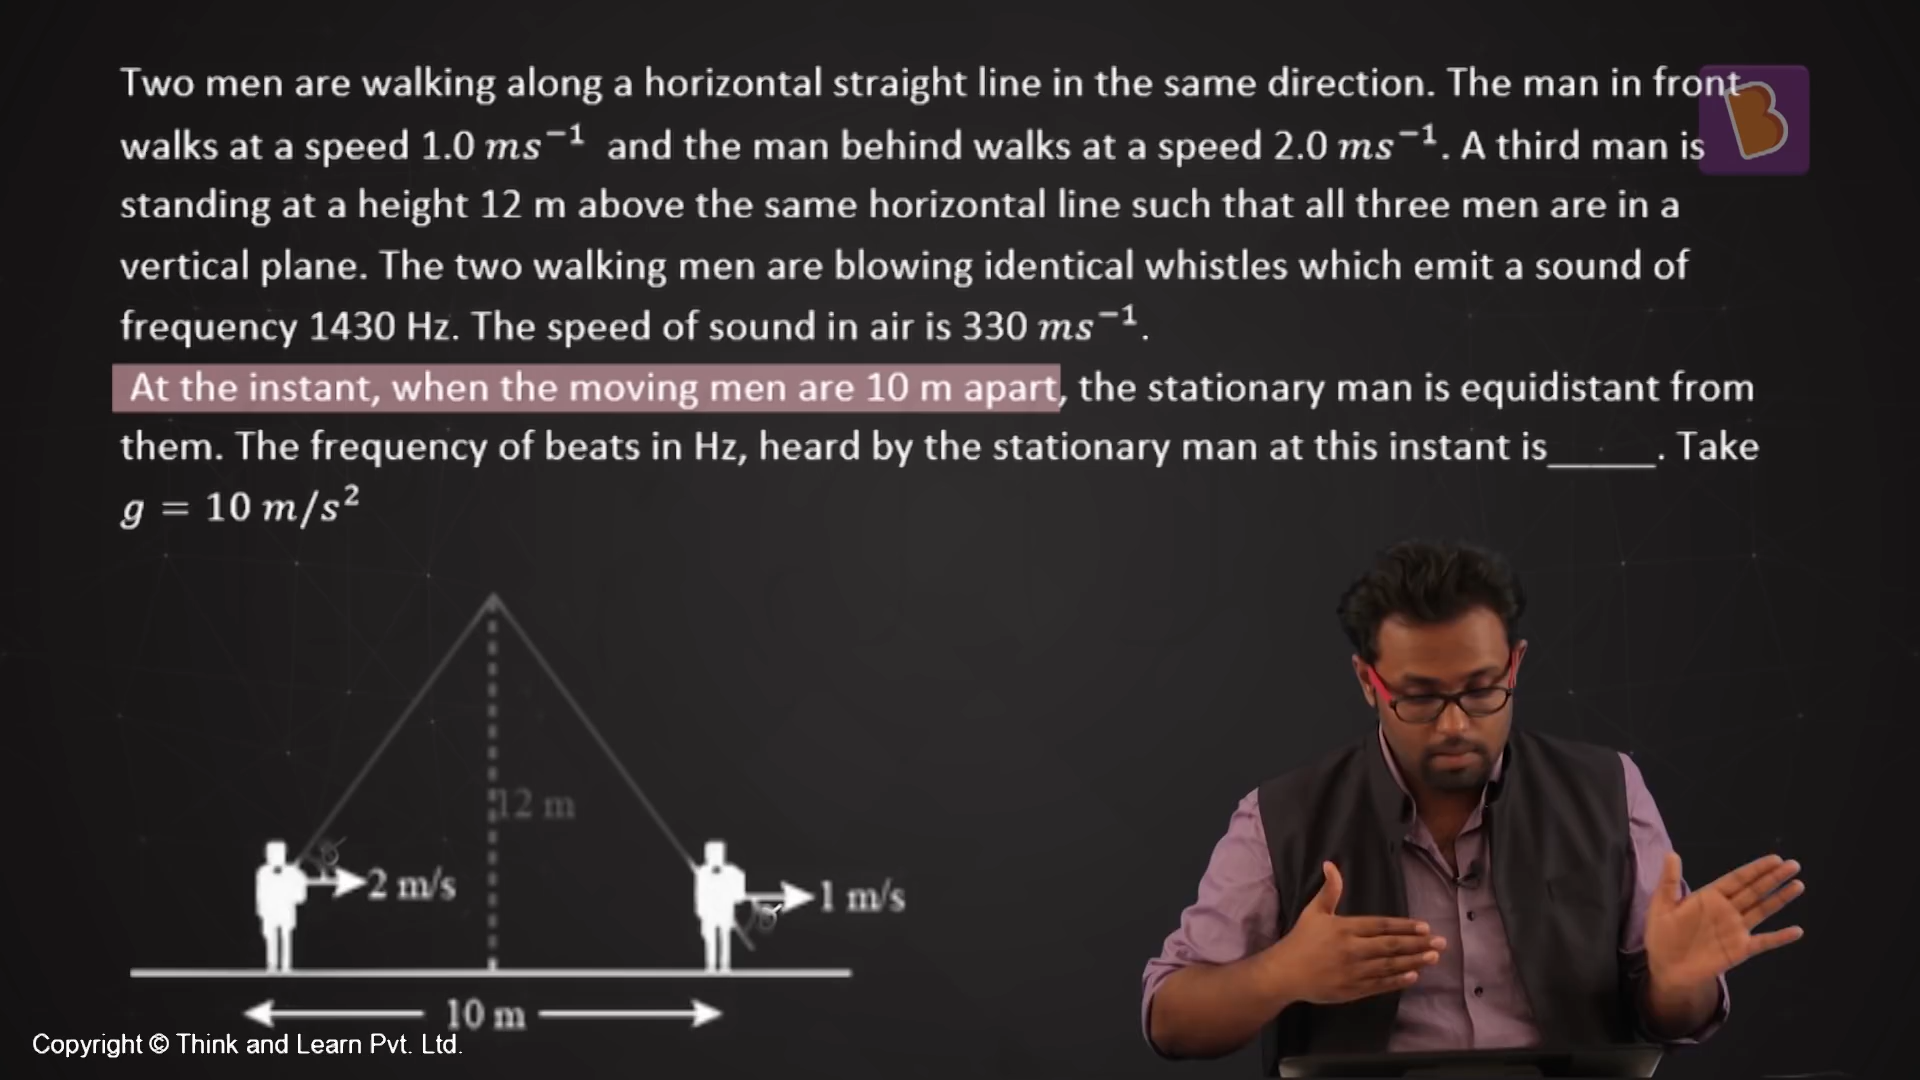 Two men are walking along a horizontal straight line in the same direction. The man in front
walks at a speed 1.0 ms⁻¹ and the man behind walks at a speed 2.0 ms⁻¹. A third man is
standing at a height 12 m above the same horizontal line such that all three men are in a
vertical plane. The two walking men are blowing identical whistles which emit a sound of
frequency 1430 Hz. The speed of sound in air is 330 ms⁻¹.
At the instant, when the moving men are 10 m apart, the stationary man is equidistant from
them. The frequency of beats in Hz, heard by the stationary man at this instant is_____. Take
g = 10 m/s²
12 m
2 m/s
1 m/s
10 m
Copyright © Think and Learn Pvt. Ltd.